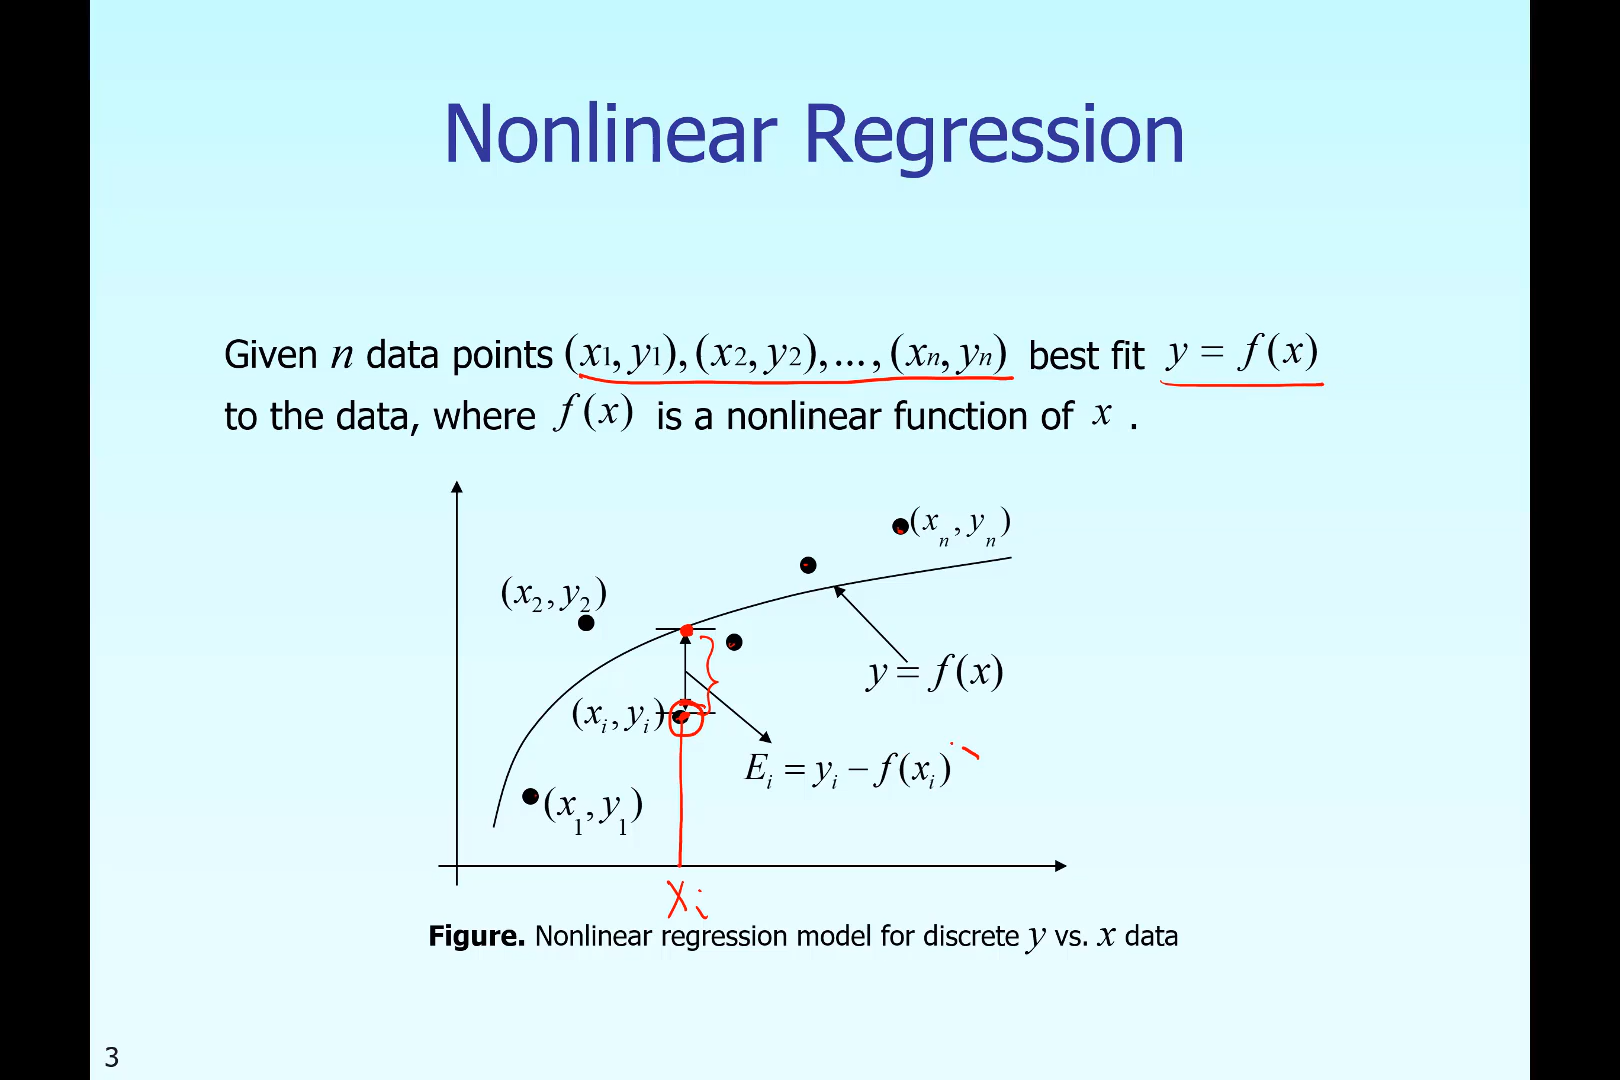 Nonlinear Regression
Given n data points (x1, y1), (x2, y2), ... , (xn, yn) best fit y = f(x)
to the data, where f(x) is a nonlinear function of x .
(xn, yn)
(x2, y2)
y = f(x)
(xi, yi)
Ei = yi − f(xi)
(x1, y1)
xi
Figure. Nonlinear regression model for discrete y vs. x data
3